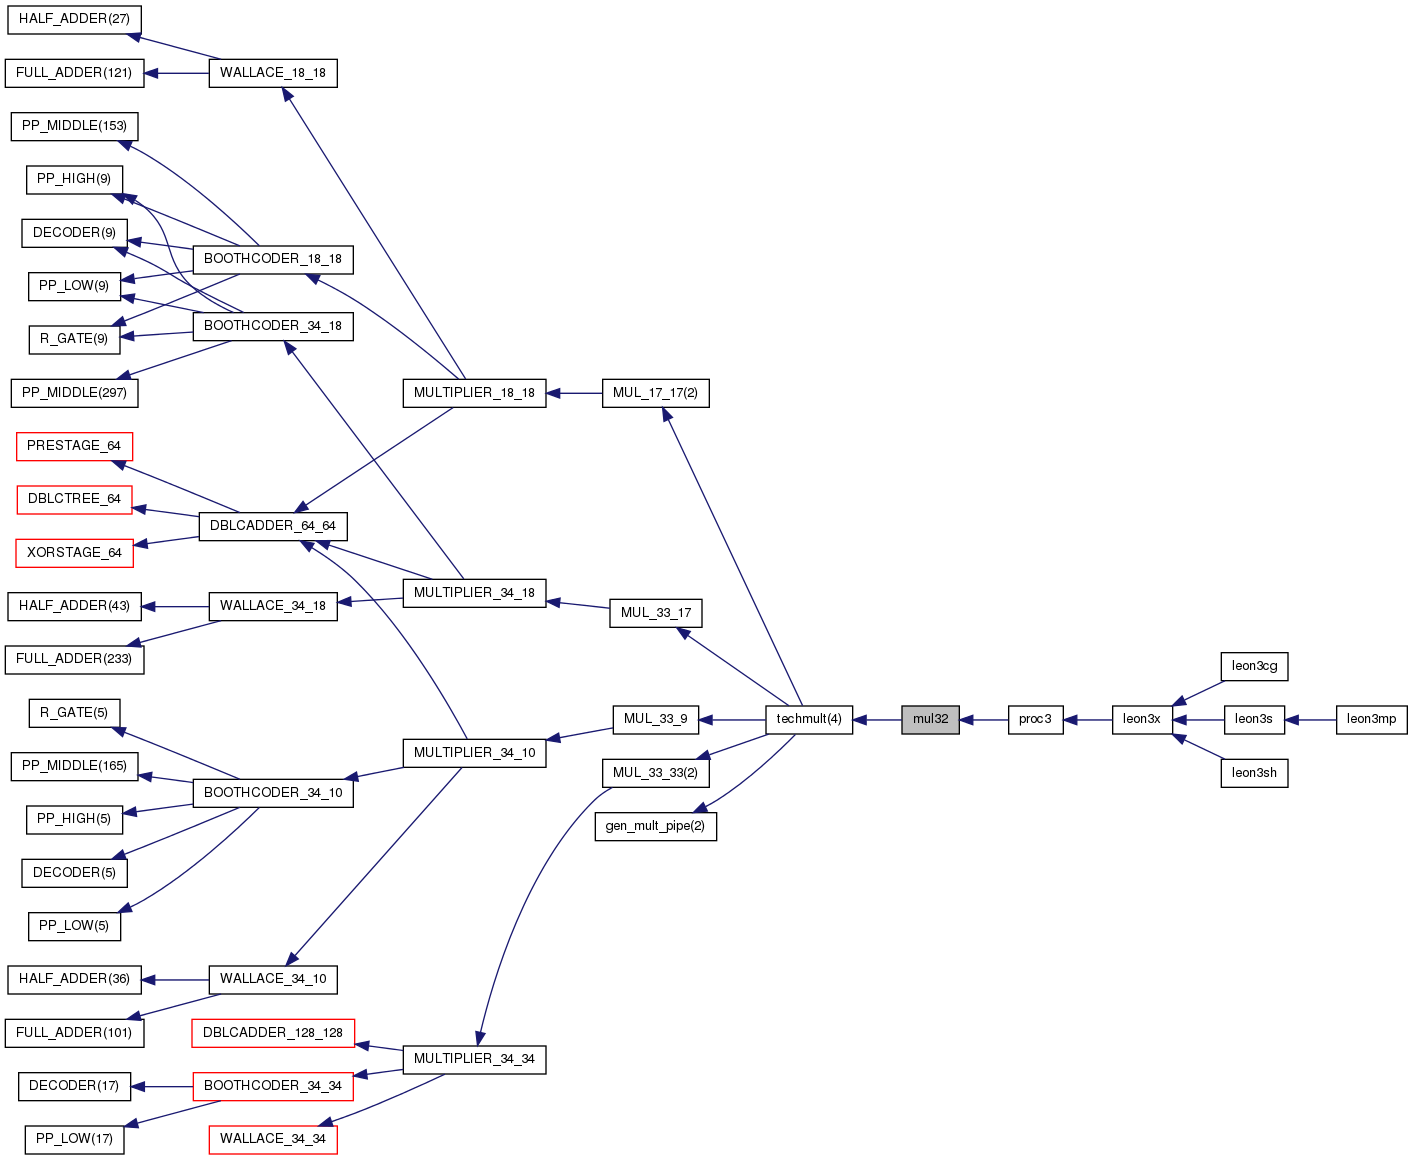 HALF_ADDER(27)
FULL_ADDER(121)
WALLACE_18_18
PP_MIDDLE(153)
PP_HIGH(9)
DECODER(9)
PP_LOW(9)
R_GATE(9)
PP_MIDDLE(297)
BOOTHCODER_18_18
BOOTHCODER_34_18
MULTIPLIER_18_18
MUL_17_17(2)
PRESTAGE_64
DBLCTREE_64
XORSTAGE_64
DBLCADDER_64_64
HALF_ADDER(43)
FULL_ADDER(233)
WALLACE_34_18
MULTIPLIER_34_18
MUL_33_17
R_GATE(5)
PP_MIDDLE(165)
PP_HIGH(5)
DECODER(5)
PP_LOW(5)
BOOTHCODER_34_10
MULTIPLIER_34_10
MUL_33_9
MUL_33_33(2)
gen_mult_pipe(2)
techmult(4)
mul32
proc3
leon3x
leon3cg
leon3s
leon3sh
leon3mp
HALF_ADDER(36)
FULL_ADDER(101)
WALLACE_34_10
DBLCADDER_128_128
DECODER(17)
PP_LOW(17)
BOOTHCODER_34_34
WALLACE_34_34
MULTIPLIER_34_34